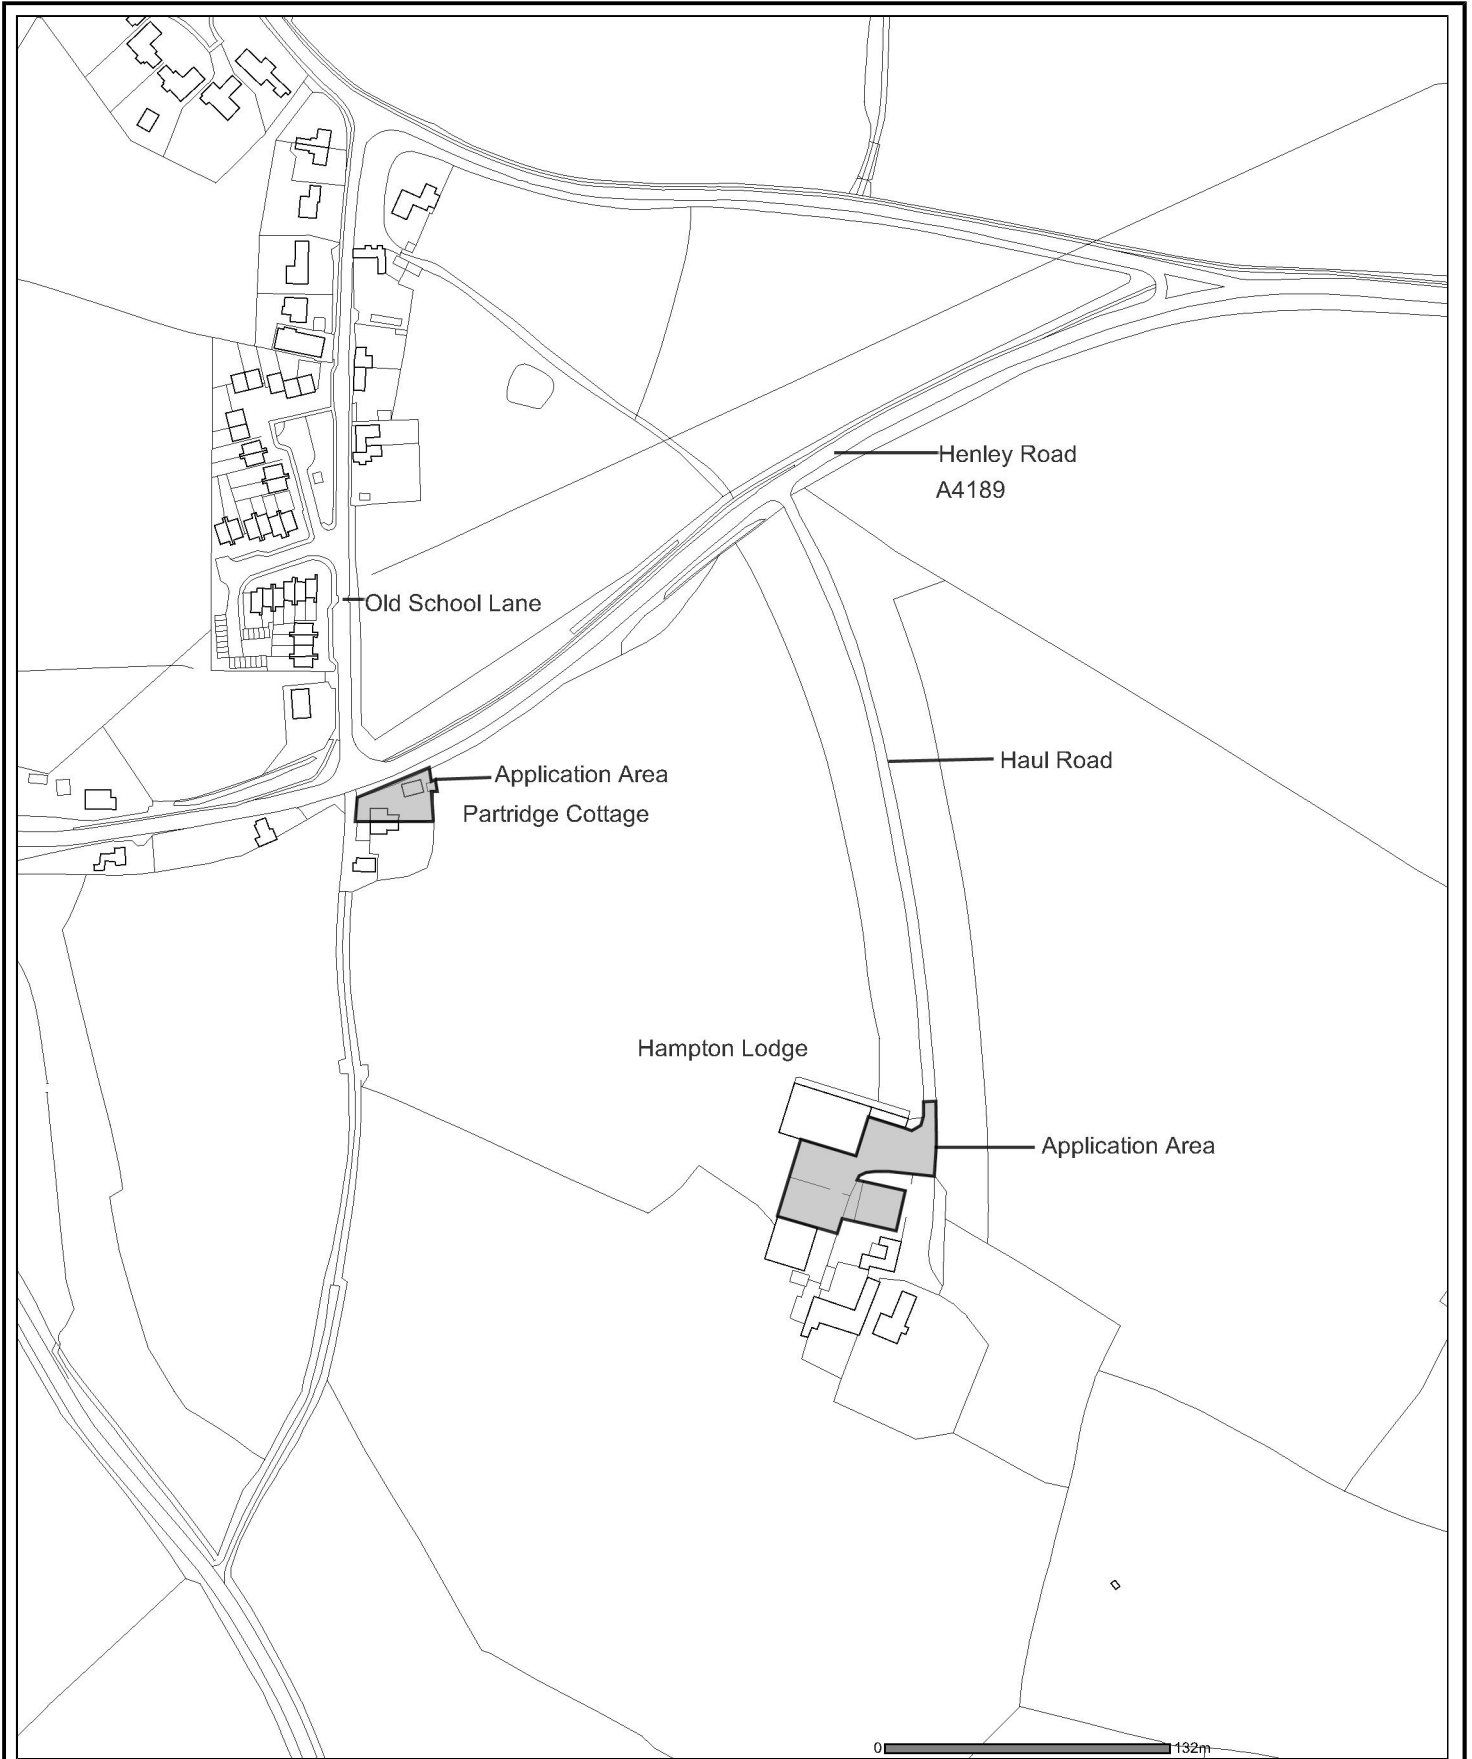 Henley Road
A4189
Old School Lane
Haul Road
Application Area
Partridge Cottage
Hampton Lodge
Application Area
0 132m